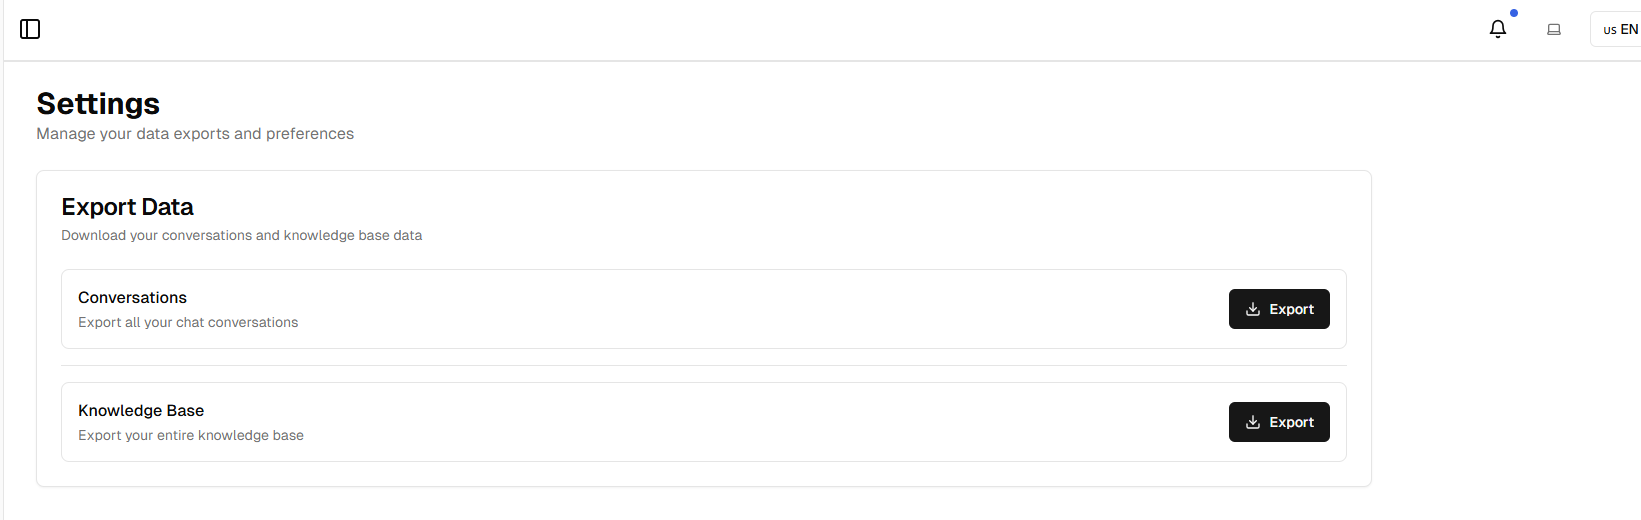 US EN
Settings
Manage your data exports and preferences
Export Data
Download your conversations and knowledge base data
Conversations
Export all your chat conversations
Export
Knowledge Base
Export your entire knowledge base
Export